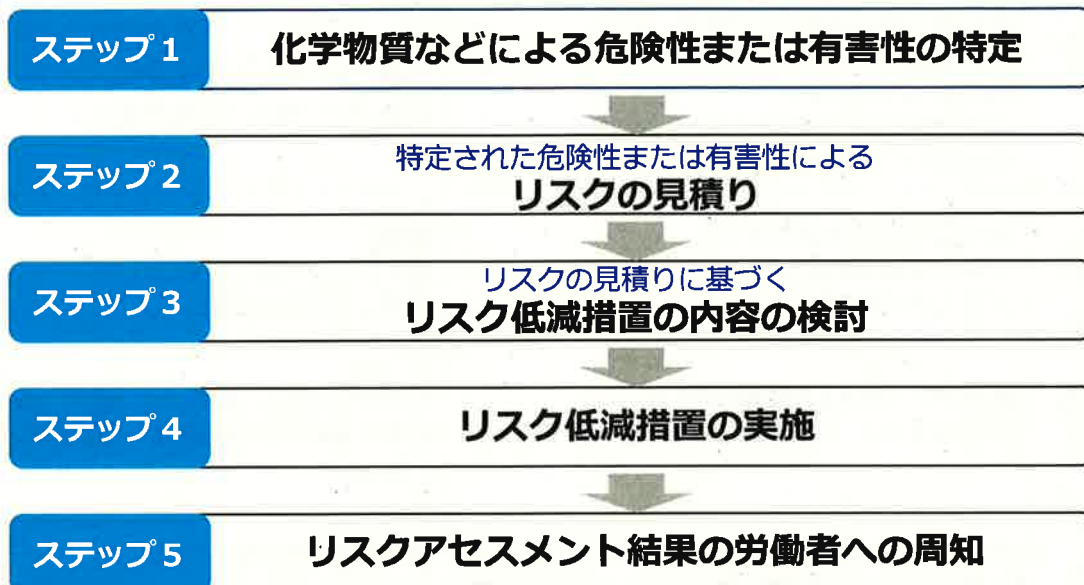 ステップ1
化学物質などによる危険性または有害性の特定
ステップ2
特定された危険性または有害性による
リスクの見積り
ステップ3
リスクの見積りに基づく
リスク低減措置の内容の検討
ステップ4
リスク低減措置の実施
ステップ5
リスクアセスメント結果の労働者への周知